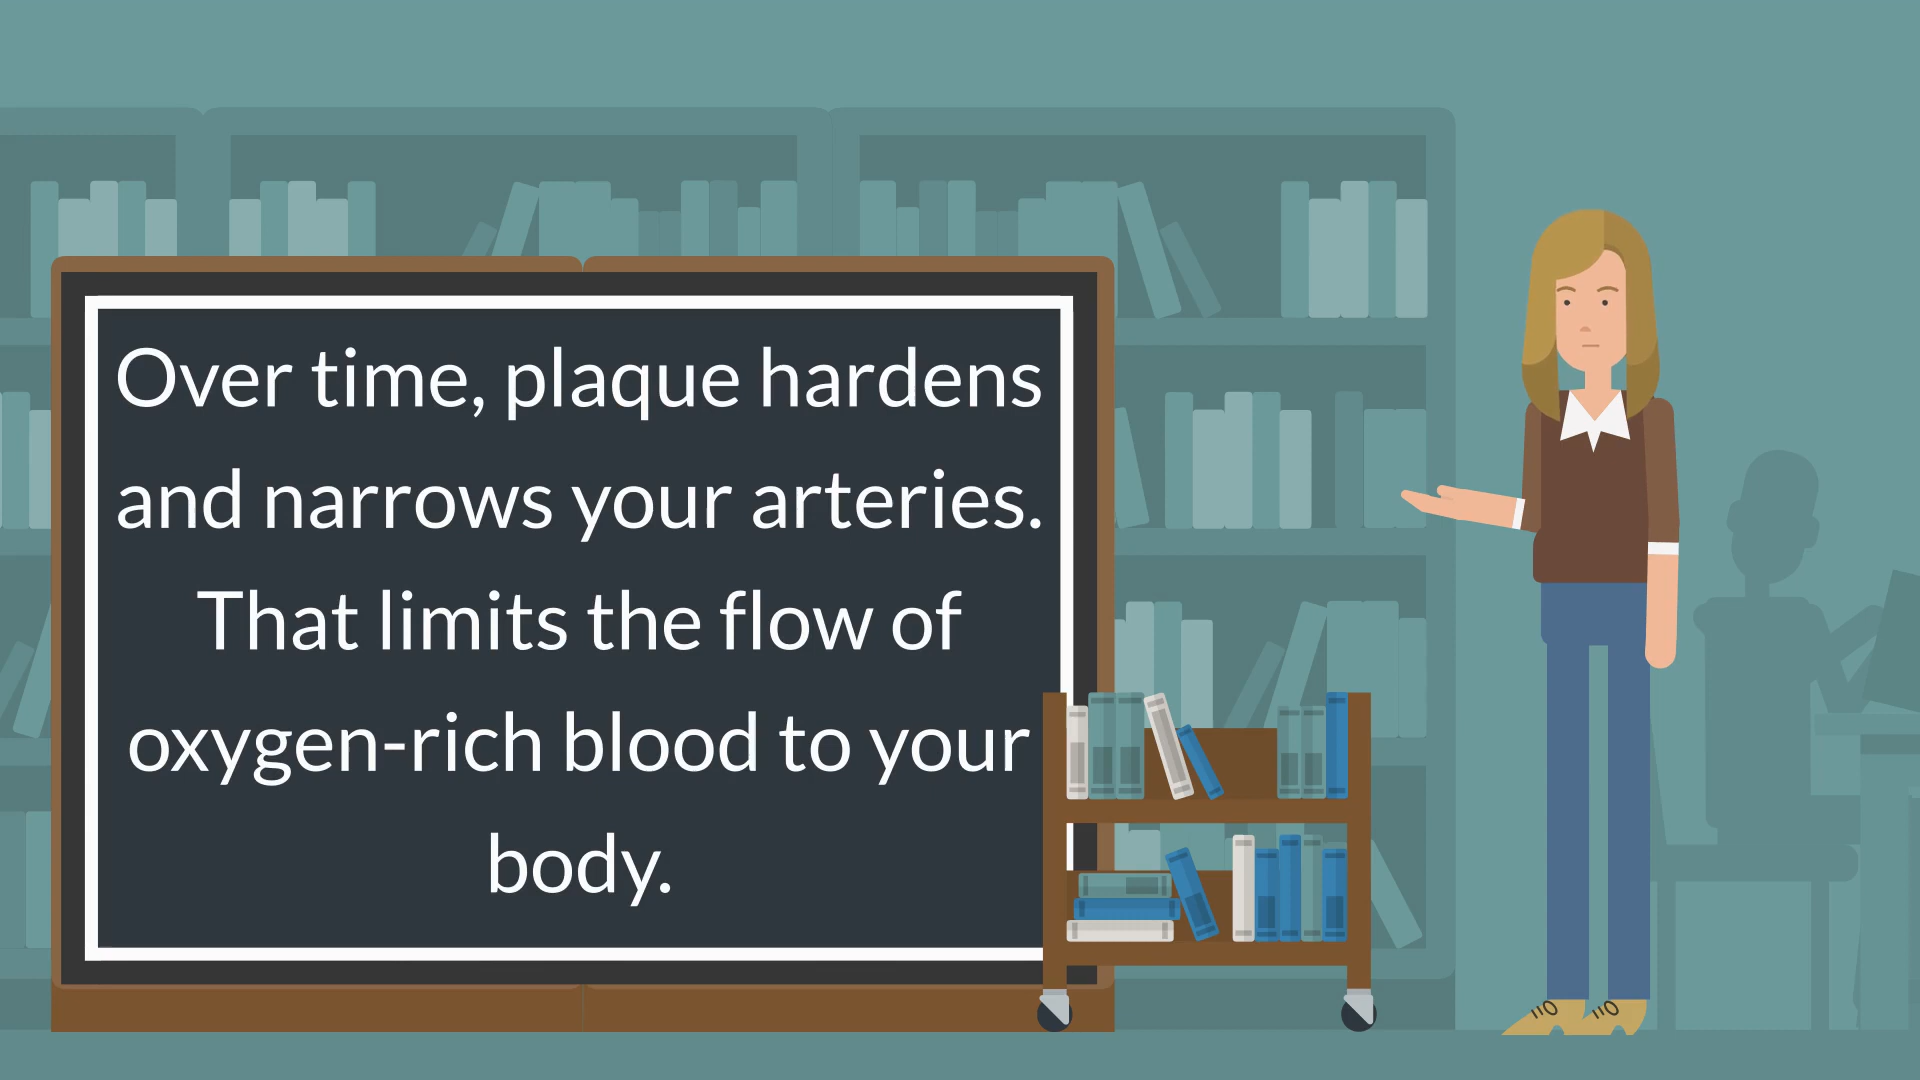 Over time, plaque hardens
and narrows your arteries.
That limits the flow of
oxygen-rich blood to your
body.